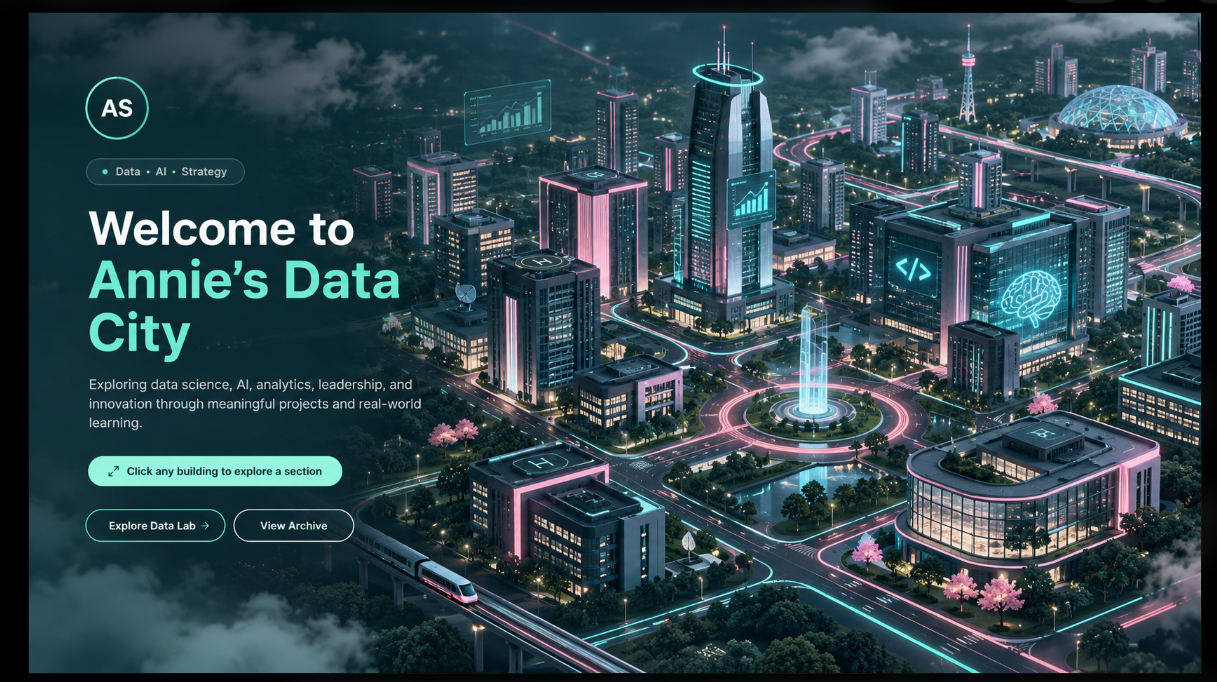 AS
Data • AI • Strategy
Welcome to
Annie's Data
City
Exploring data science, AI, analytics, leadership, and
innovation through meaningful projects and real-world
learning.
Click any building to explore a section
Explore Data Lab →
View Archive
</>
H
H